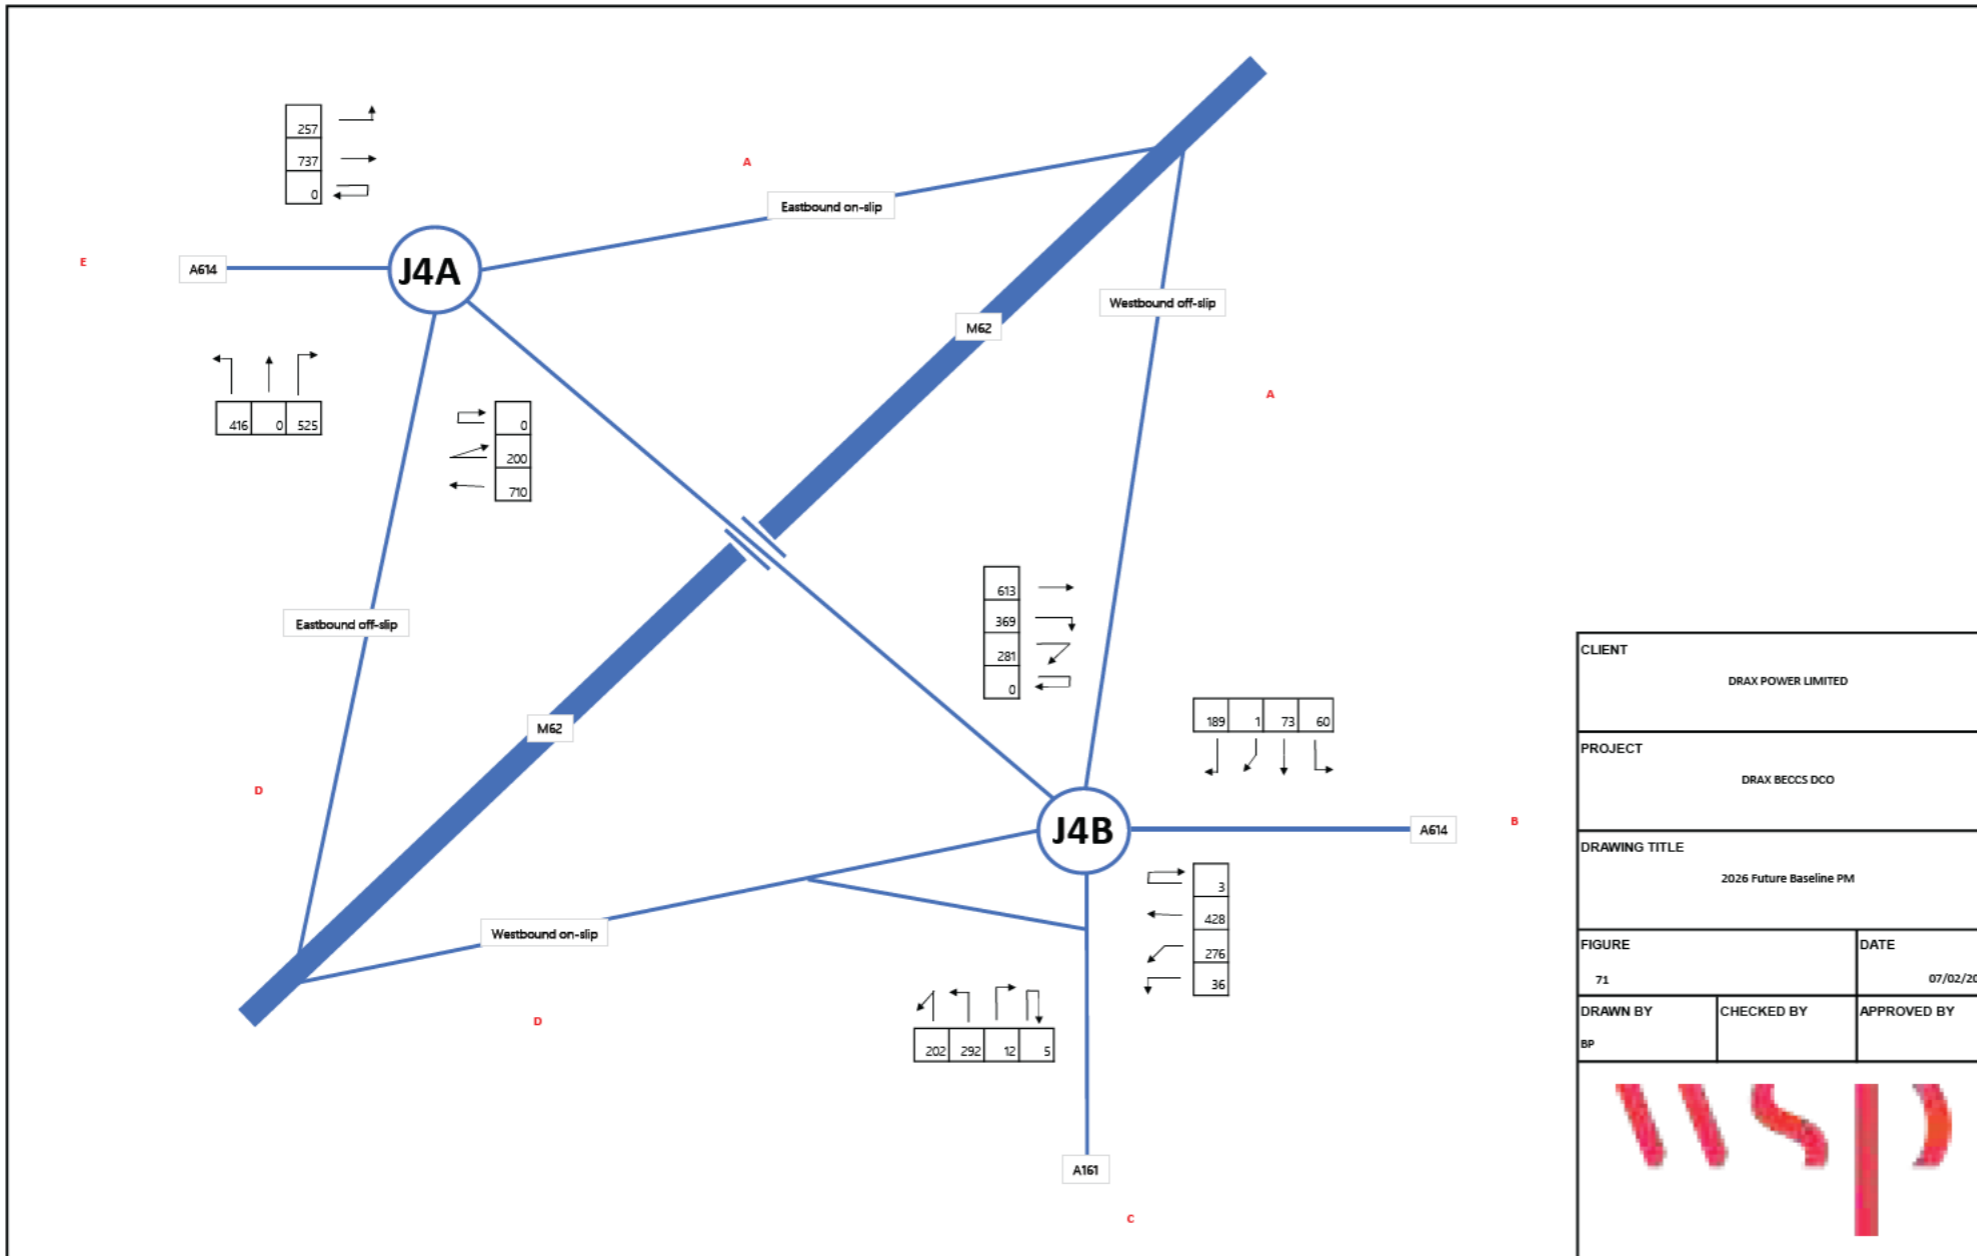 257
737
0
A
Eastbound on-slip
E
A614
J4A
Westbound off-slip
M62
A
416 0 525
0
200
710
613
369
281
0
Eastbound off-slip
M62
189 1 73 60
D
J4B
A614
B
3
428
276
36
Westbound on-slip
D
202 292 12 5
A161
C
CLIENT
DRAX POWER LIMITED
PROJECT
DRAX BECCS DCO
DRAWING TITLE
2026 Future Baseline PM
FIGURE
DATE
71
07/02/20
DRAWN BY
CHECKED BY
APPROVED BY
BP
wsp